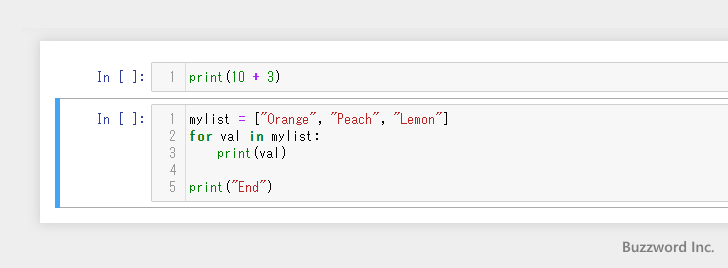 In [ ]: 1 print(10 + 3)
In [ ]: 1 mylist = ["Orange", "Peach", "Lemon"]
2 for val in mylist:
3     print(val)
4
5 print("End")
Buzzword Inc.